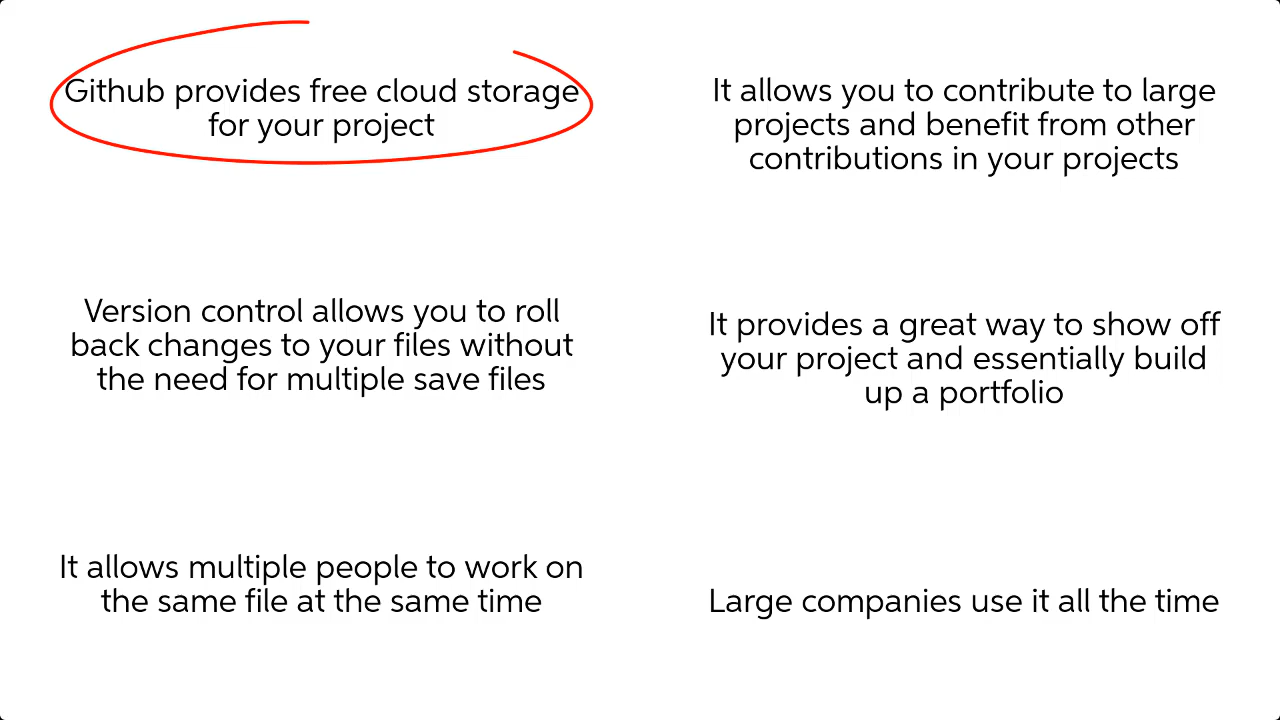 Github provides free cloud storage
for your project
It allows you to contribute to large
projects and benefit from other
contributions in your projects
Version control allows you to roll
back changes to your files without
the need for multiple save files
It provides a great way to show off
your project and essentially build
up a portfolio
It allows multiple people to work on
the same file at the same time
Large companies use it all the time